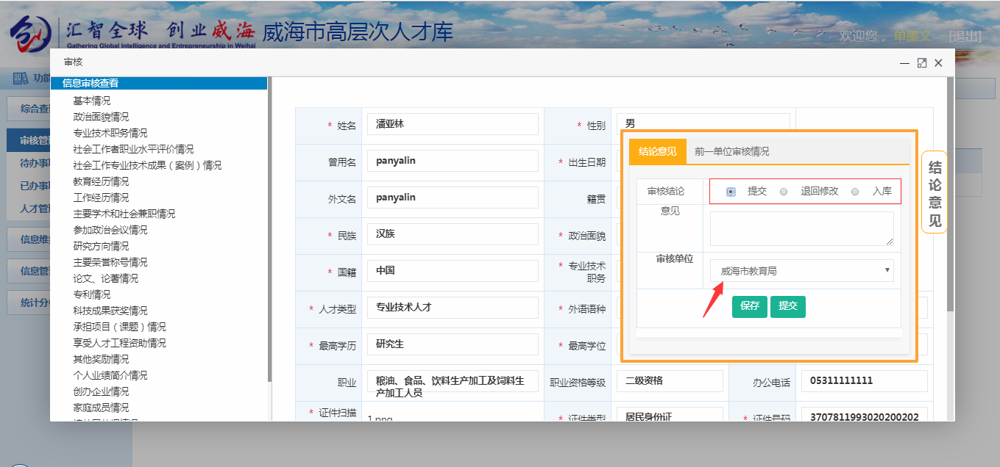 汇智全球 创业威海 威海市高层次人才库
Gathering Global Intelligence and Entrepreneurship in Weihai
欢迎您， 单墨文 [退出]
审核
功能
综合查
审核管
待办事
已办事
人才管
信息维
信息管
统计分
信息审核查看
基本情况
政治面貌情况
专业技术职务情况
社会工作者职业水平评价情况
社会工作专业技术成果（案例）情况
教育经历情况
工作经历情况
主要学术和社会兼职情况
参加政治会议情况
研究方向情况
主要荣誉称号情况
论文、论著情况
专利情况
科技成果获奖情况
承担项目（课题）情况
享受人才工程资助情况
其他奖励情况
个人业绩简介情况
创办企业情况
家庭成员情况
* 姓名 潘亚林 * 性别 男
曾用名 panyalin * 出生日期
外文名 panyalin 籍贯
* 民族 汉族 * 政治面貌
* 国籍 中国 * 专业技术
职务
* 人才类型 专业技术人才 * 外语语种
* 最高学历 研究生 * 最高学位
职业 粮油、食品、饮料生产加工及饲料生
产加工人员
职业资格等级 二级资格 办公电话 05311111111
* 证件扫描 1.png * 证件类型 居民身份证 * 证件号码 3707811993020200202
结论意见 前一单位审核情况
审核结论 提交 退回修改 入库
意见
审核单位 威海市教育局
保存 提交
结
论
意
见